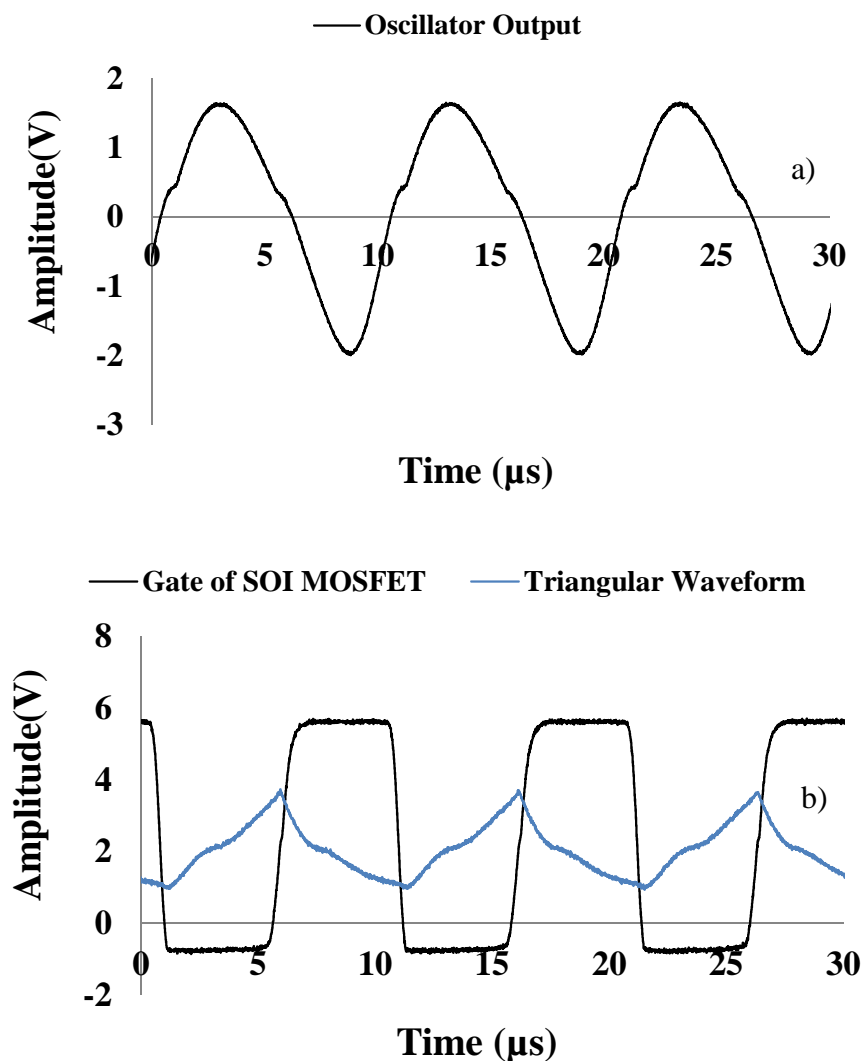 Oscillator Output
2
1
0
-1
-2
-3
Amplitude(V)
a)
0 5 10 15 20 25 30
Time (µs)
Gate of SOI MOSFET Triangular Waveform
8
6
4
2
0
-2
Amplitude(V)
b)
0 5 10 15 20 25 30
Time (µs)